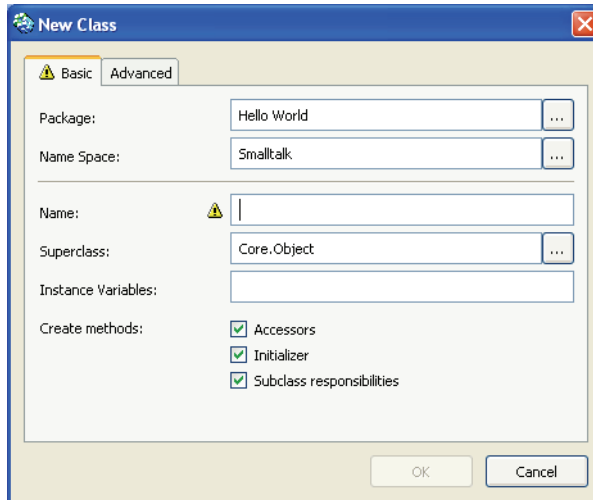 New Class
Basic Advanced
Package: Hello World ...
Name Space: Smalltalk ...
Name:
Superclass: Core.Object ...
Instance Variables:
Create methods: Accessors
Initializer
Subclass responsibilities
OK Cancel